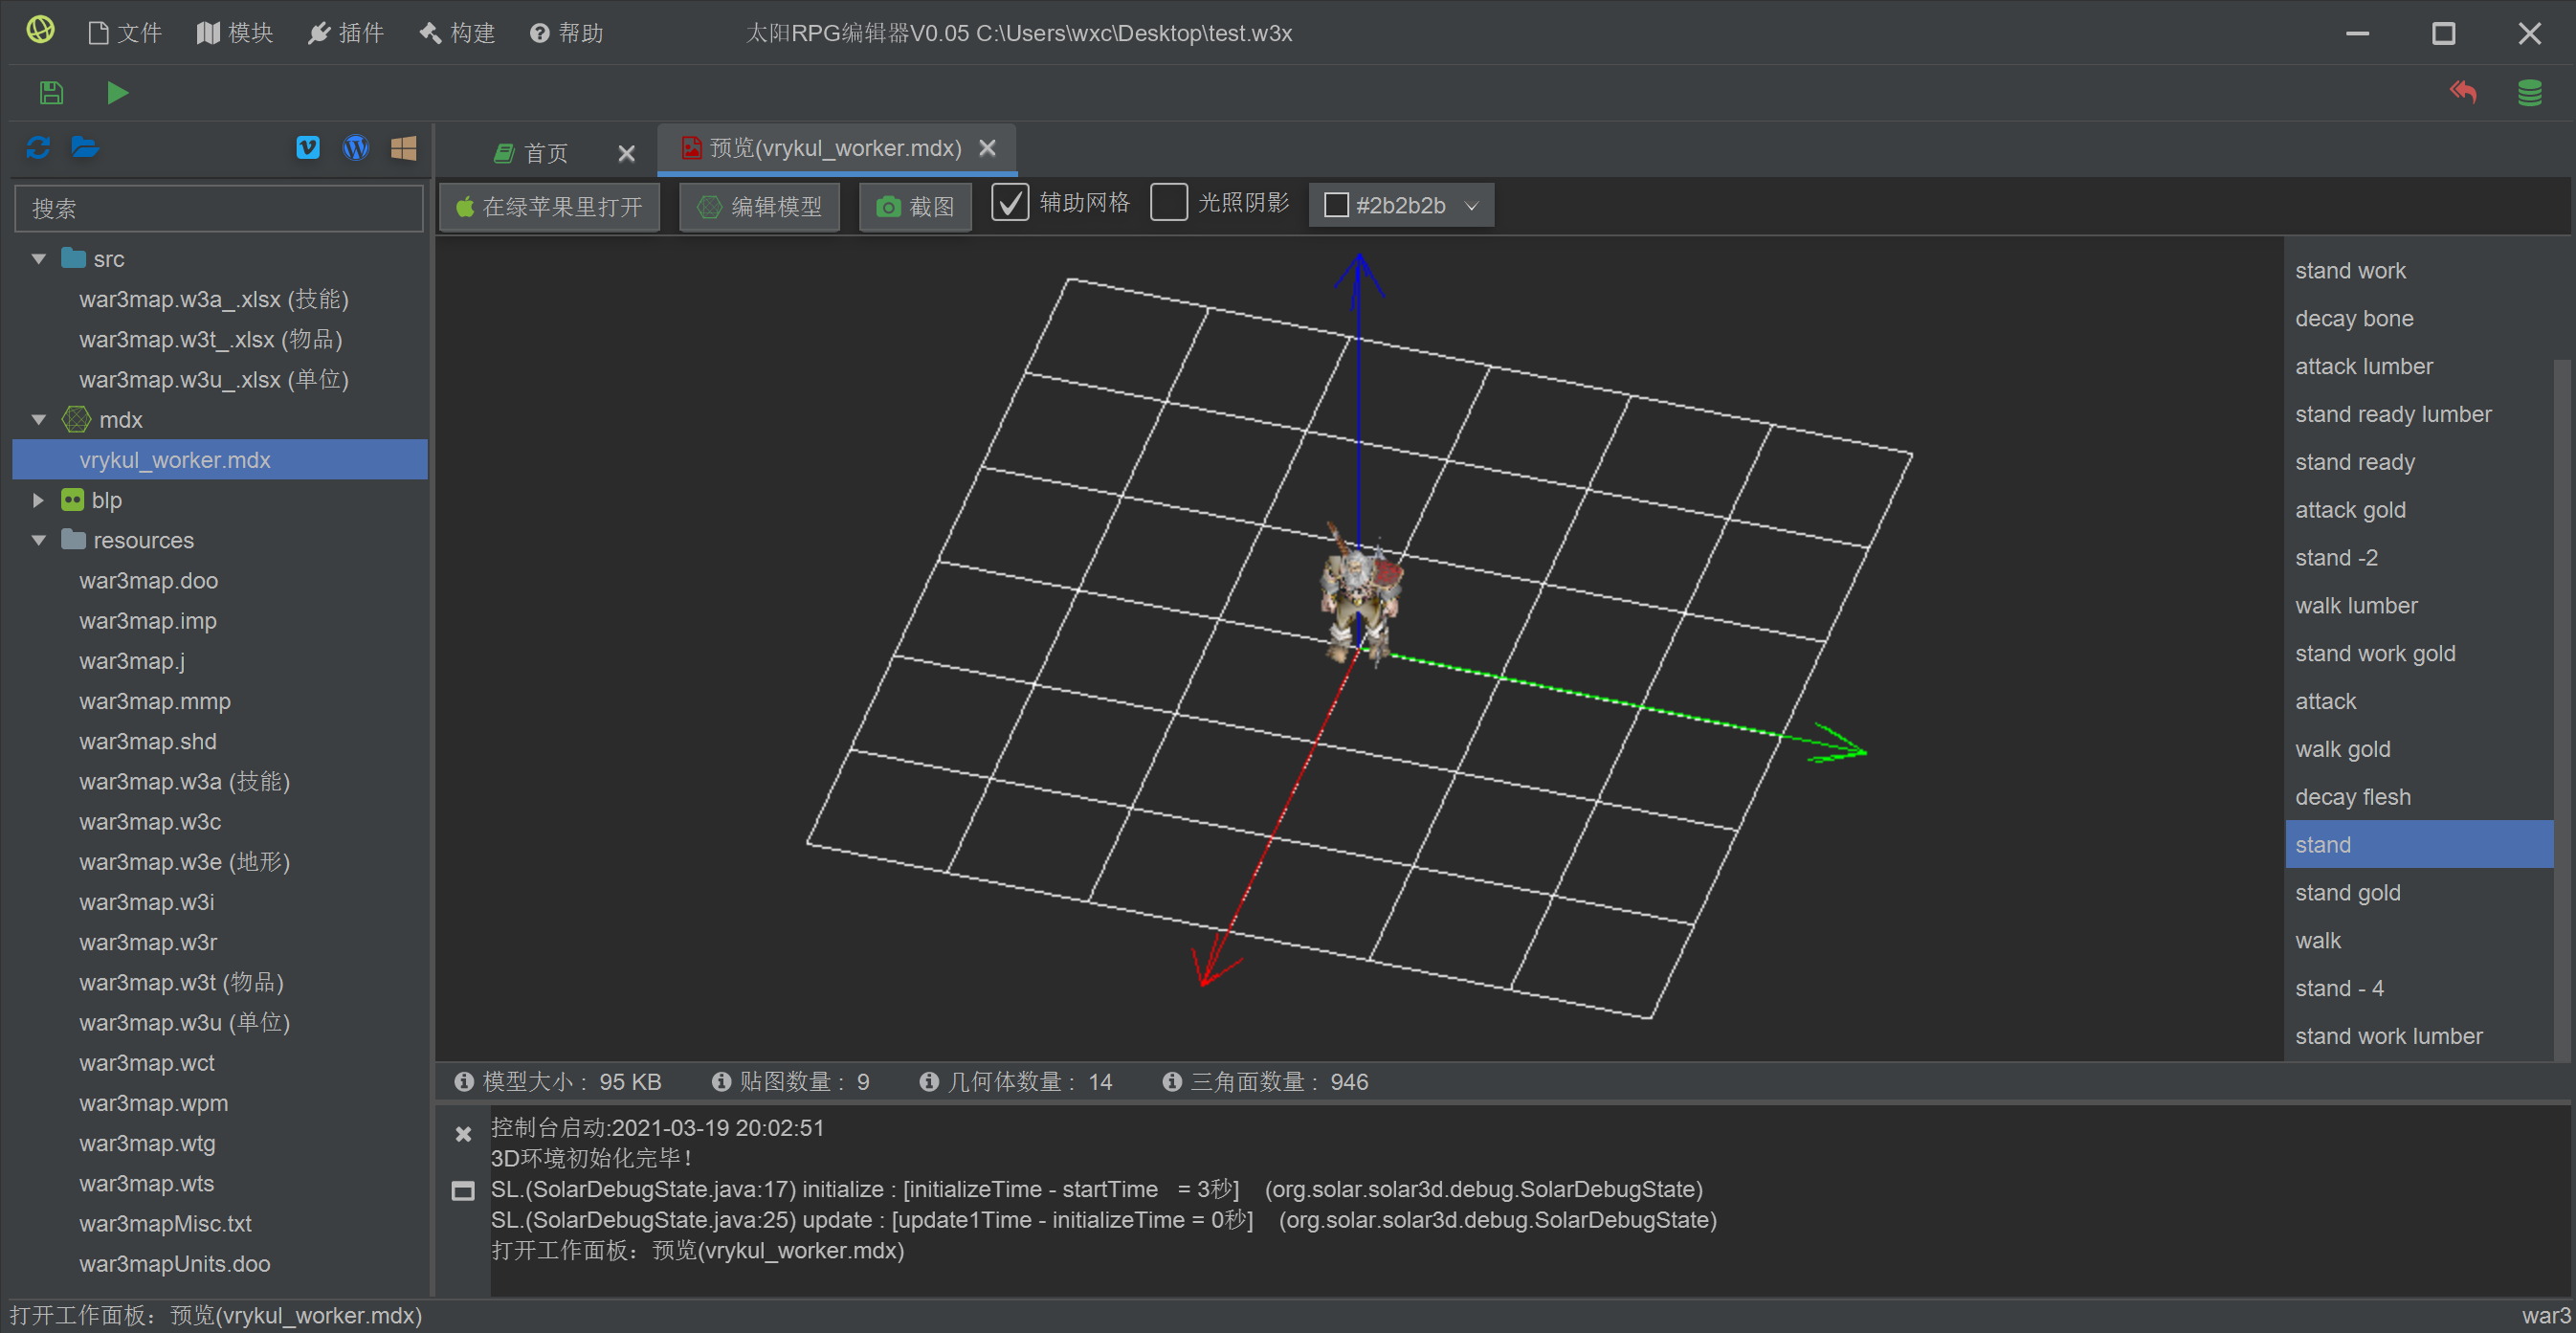 文件 模块 插件 构建 帮助 太阳RPG编辑器V0.05 C:\Users\wxc\Desktop\test.w3x
首页 预览(vrykul_worker.mdx)
搜索
src
war3map.w3a_.xlsx (技能)
war3map.w3t_.xlsx (物品)
war3map.w3u_.xlsx (单位)
mdx
vrykul_worker.mdx
blp
resources
war3map.doo
war3map.imp
war3map.j
war3map.mmp
war3map.shd
war3map.w3a (技能)
war3map.w3c
war3map.w3e (地形)
war3map.w3i
war3map.w3r
war3map.w3t (物品)
war3map.w3u (单位)
war3map.wct
war3map.wpm
war3map.wtg
war3map.wts
war3mapMisc.txt
war3mapUnits.doo
在绿苹果里打开 编辑模型 截图 辅助网格 光照阴影 #2b2b2b
stand work
decay bone
attack lumber
stand ready lumber
stand ready
attack gold
stand -2
walk lumber
stand work gold
attack
walk gold
decay flesh
stand
stand gold
walk
stand - 4
stand work lumber
模型大小 : 95 KB 贴图数量 : 9 几何体数量 : 14 三角面数量 : 946
控制台启动:2021-03-19 20:02:51
3D环境初始化完毕!
SL.(SolarDebugState.java:17) initialize : [initializeTime - startTime = 3秒] (org.solar.solar3d.debug.SolarDebugState)
SL.(SolarDebugState.java:25) update : [update1Time - initializeTime = 0秒] (org.solar.solar3d.debug.SolarDebugState)
打开工作面板：预览(vrykul_worker.mdx)
打开工作面板：预览(vrykul_worker.mdx) war3